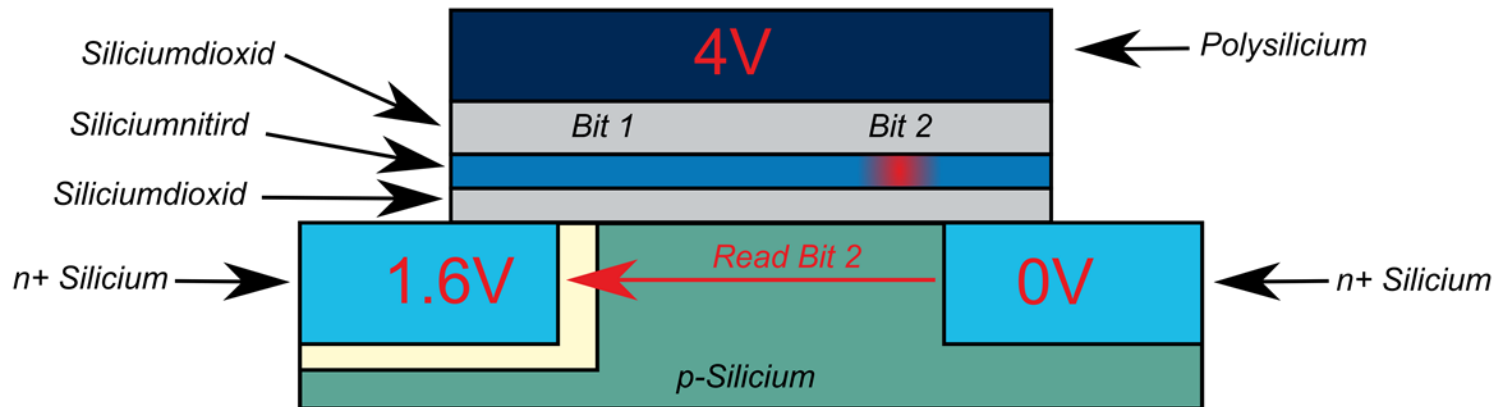 4V
Siliciumdioxid
Polysilicium
Siliciumnitird
Bit 1
Bit 2
Siliciumdioxid
n+ Silicium
1.6V
Read Bit 2
0V
n+ Silicium
p-Silicium